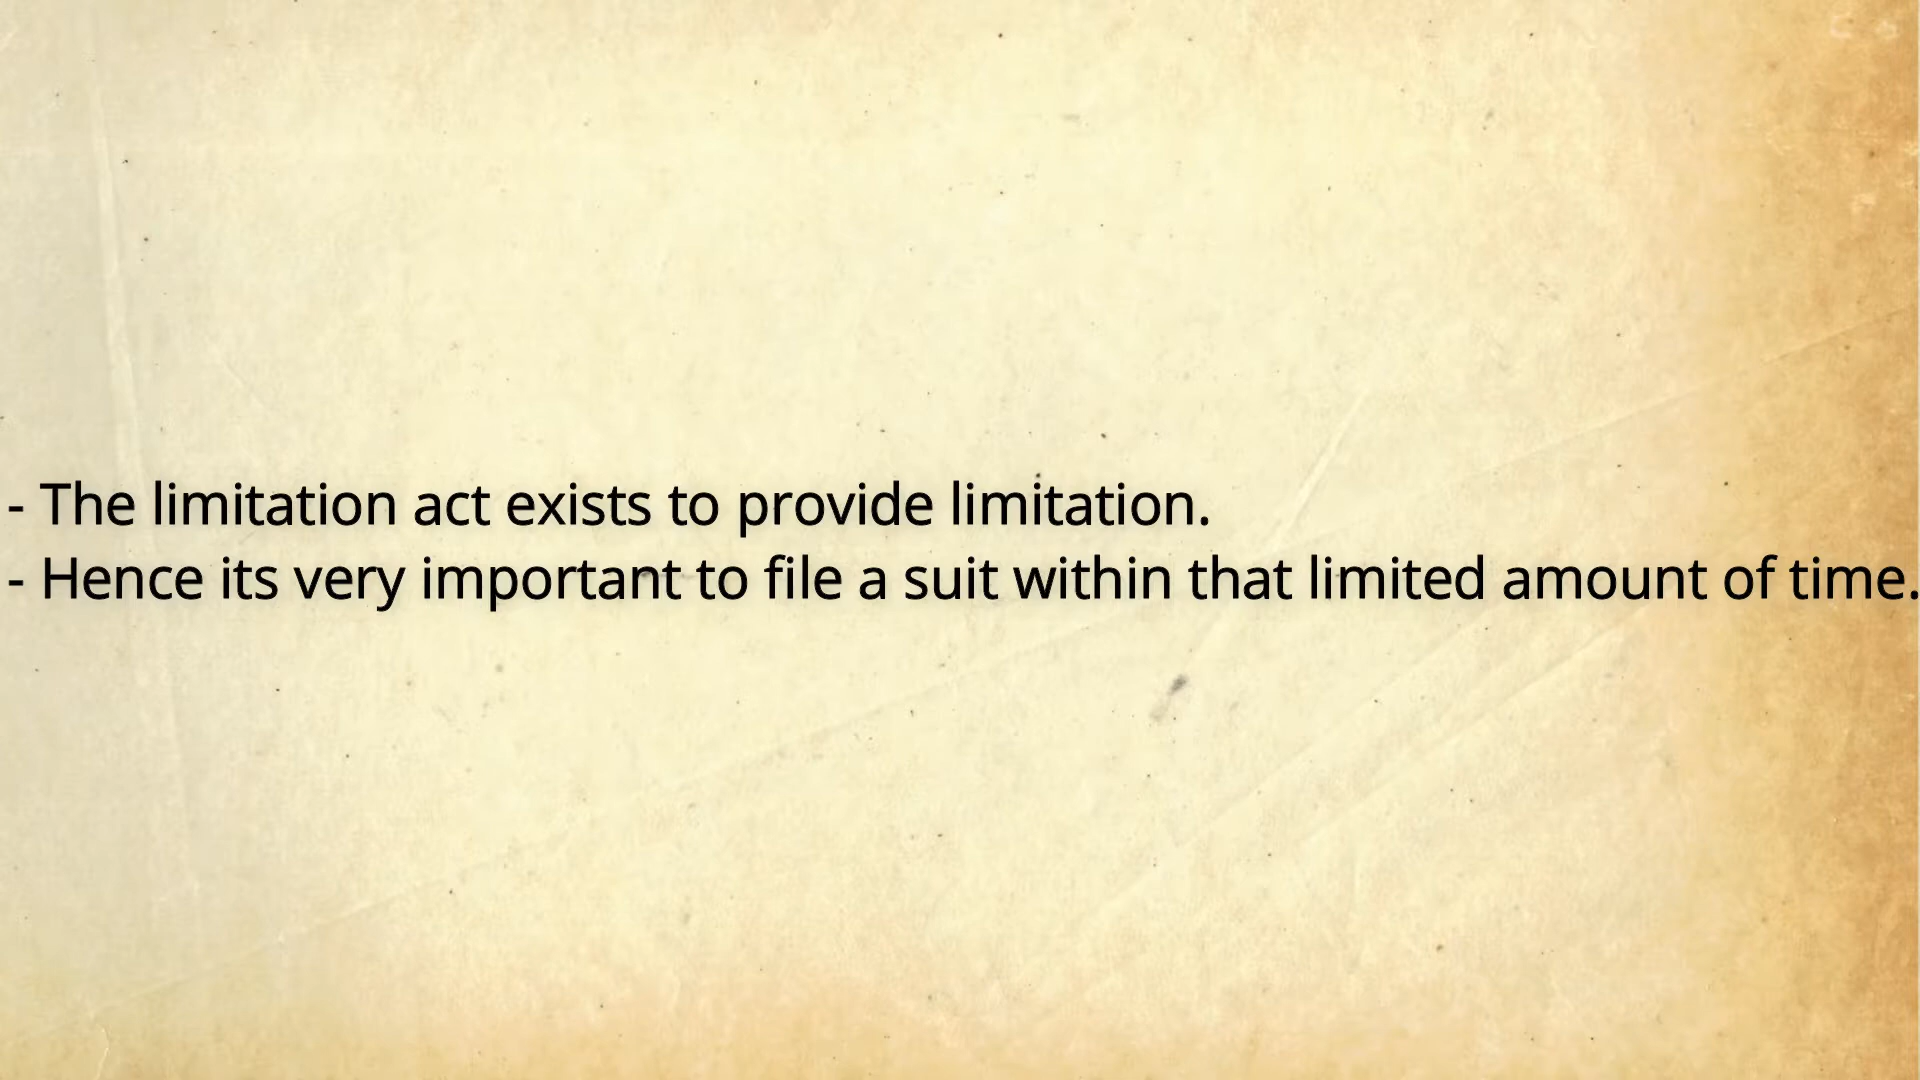 - The limitation act exists to provide limitation.
- Hence its very important to file a suit within that limited amount of time.